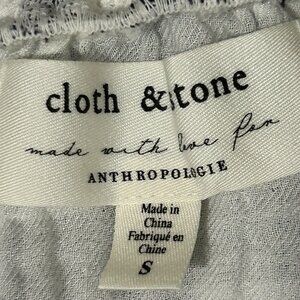 cloth & stone
made with love for
ANTHROPOLOGIE
Made in
China
Fabriqué en
Chine
S